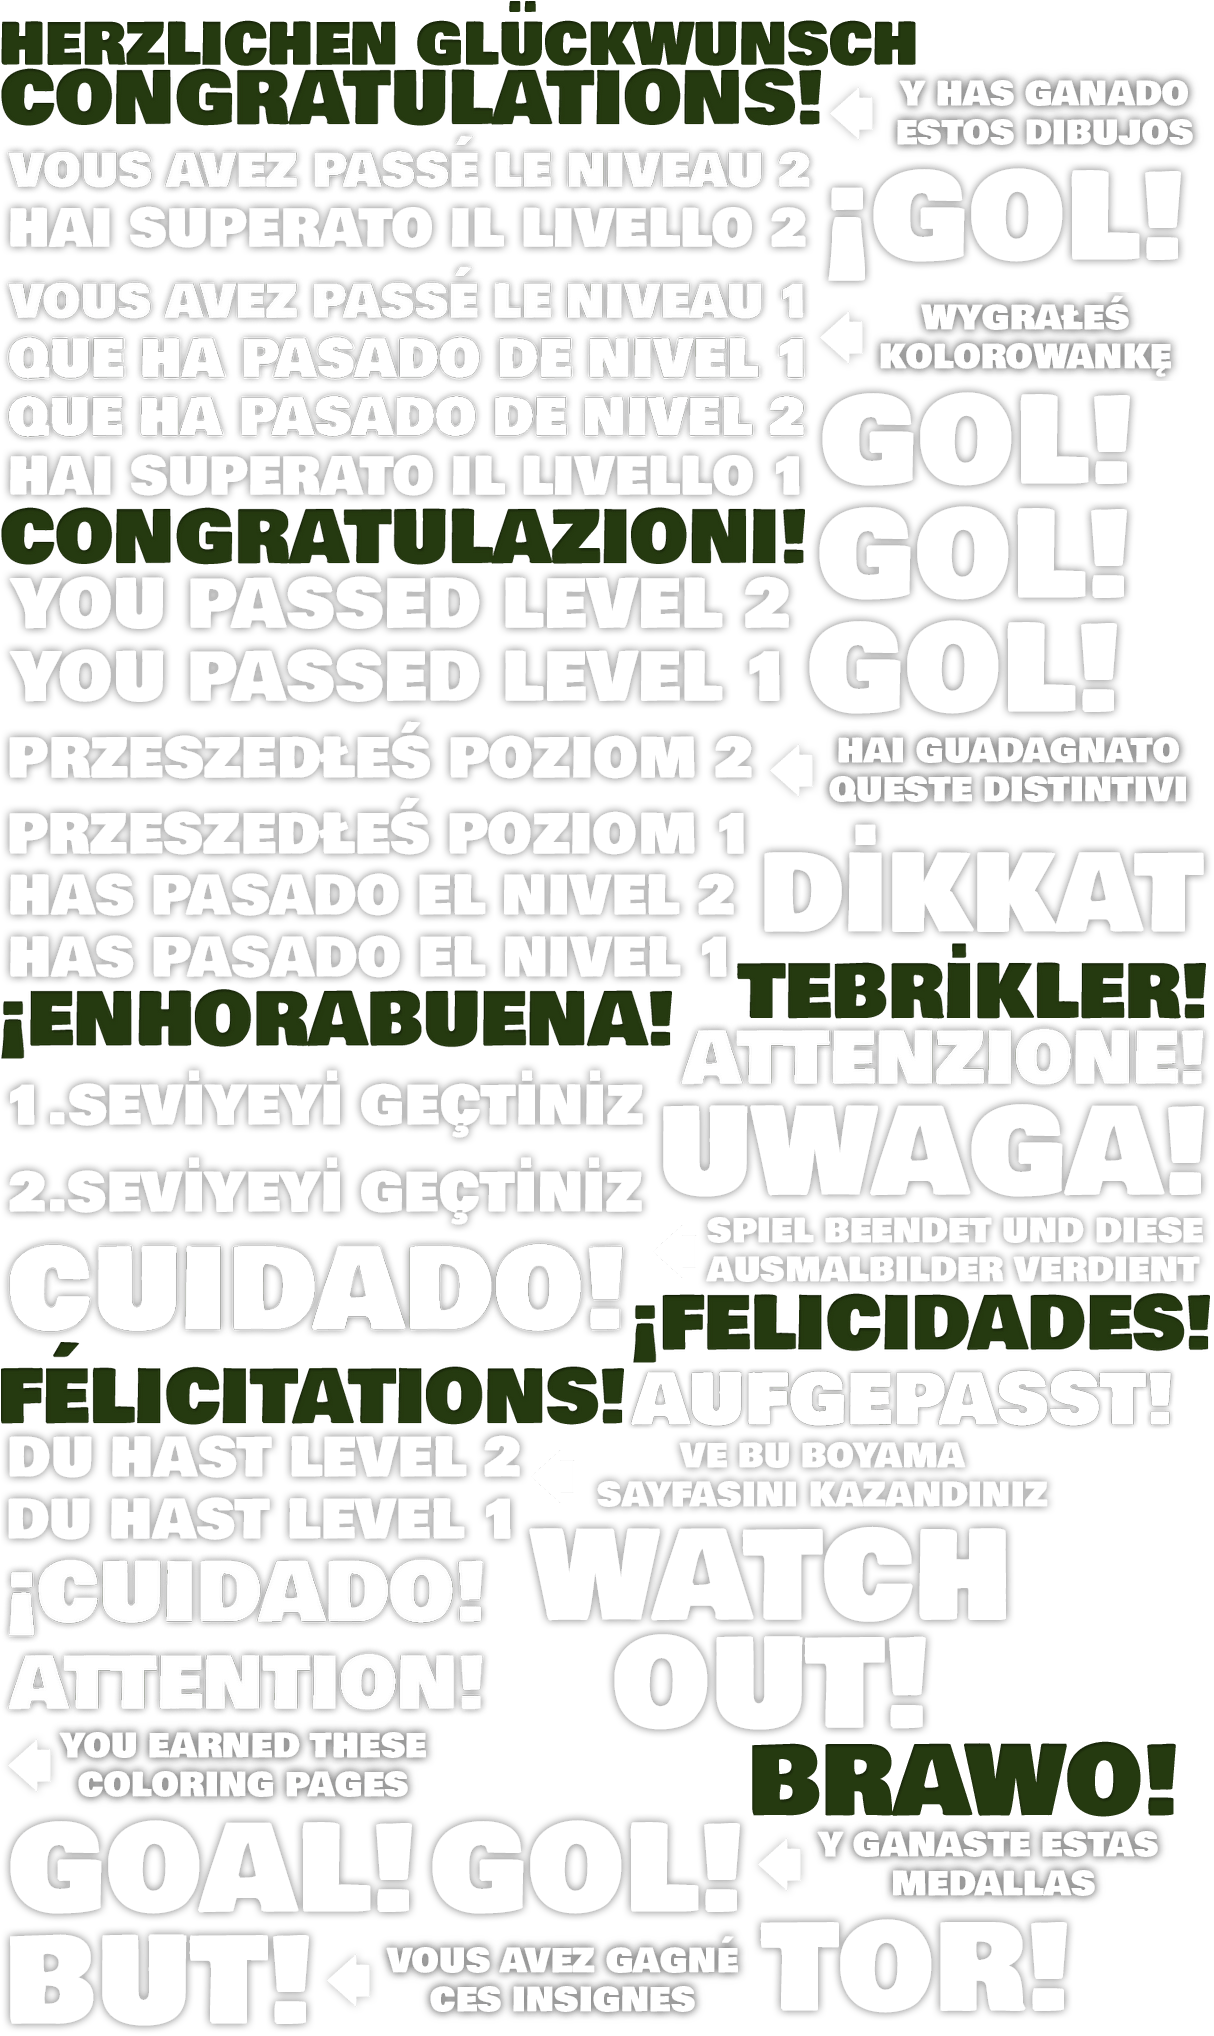 HERZLICHEN GLÜCKWUNSCH
CONGRATULATIONS!
Y HAS GANADO
ESTOS DIBUJOS
VOUS AVEZ PASSÉ LE NIVEAU 2
HAI SUPERATO IL LIVELLO 2
¡GOL!
VOUS AVEZ PASSÉ LE NIVEAU 1
QUE HA PASADO DE NIVEL 1
QUE HA PASADO DE NIVEL 2
HAI SUPERATO IL LIVELLO 1
WYGRAŁEŚ
KOLOROWANKĘ
GOL!
CONGRATULAZIONI!
GOL!
YOU PASSED LEVEL 2
YOU PASSED LEVEL 1
GOL!
PRZESZEDŁEŚ POZIOM 2
HAI GUADAGNATO
QUESTE DISTINTIVI
PRZESZEDŁEŚ POZIOM 1
HAS PASADO EL NIVEL 2
HAS PASADO EL NIVEL 1
DİKKAT
TEBRİKLER!
¡ENHORABUENA!
ATTENZIONE!
1.SEVİYEYİ GEÇTİNİZ
UWAGA!
2.SEVİYEYİ GEÇTİNİZ
SPIEL BEENDET UND DIESE
AUSMALBILDER VERDIENT
CUIDADO!
¡FELICIDADES!
FÉLICITATIONS!
AUFGEPASST!
DU HAST LEVEL 2
DU HAST LEVEL 1
VE BU BOYAMA
SAYFASINI KAZANDINIZ
¡CUIDADO!
WATCH
OUT!
ATTENTION!
YOU EARNED THESE
COLORING PAGES
BRAWO!
GOAL!
GOL!
Y GANASTE ESTAS
MEDALLAS
BUT!
VOUS AVEZ GAGNÉ
CES INSIGNES
TOR!